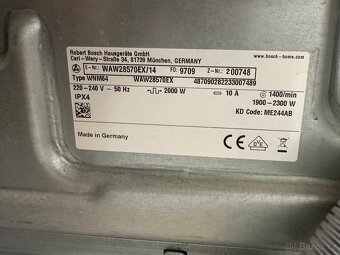 Robert Bosch Hausgeräte GmbH
Carl - Wery - Straße 34, 81739 München, GERMANY
www.bosch-home.com
E - Nr.: WAW28570EX/14 FD: 9709 Z - Nr.: 200748
Type WNM64 WAW28570EX 487090282233007489
220 -240 V ~ 50 Hz 2000 W 10 A 1400/min
IPX4 1900 - 2300 W
KD Code: ME244AB
Made in Germany